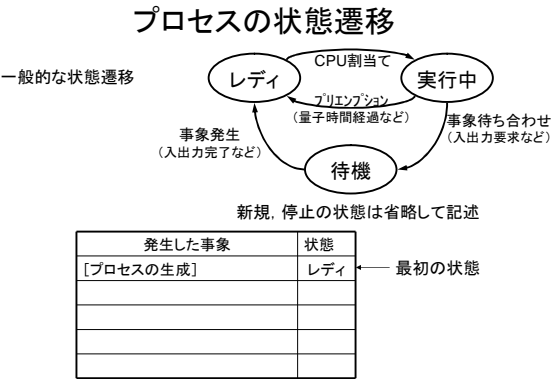 プロセスの状態遷移
一般的な状態遷移
レディ
CPU割当て
実行中
プリエンプション
（量子時間経過など）
事象発生
（入出力完了など）
事象待ち合わせ
（入出力要求など）
待機
新規，停止の状態は省略して記述
発生した事象 状態
［プロセスの生成］ レディ
最初の状態